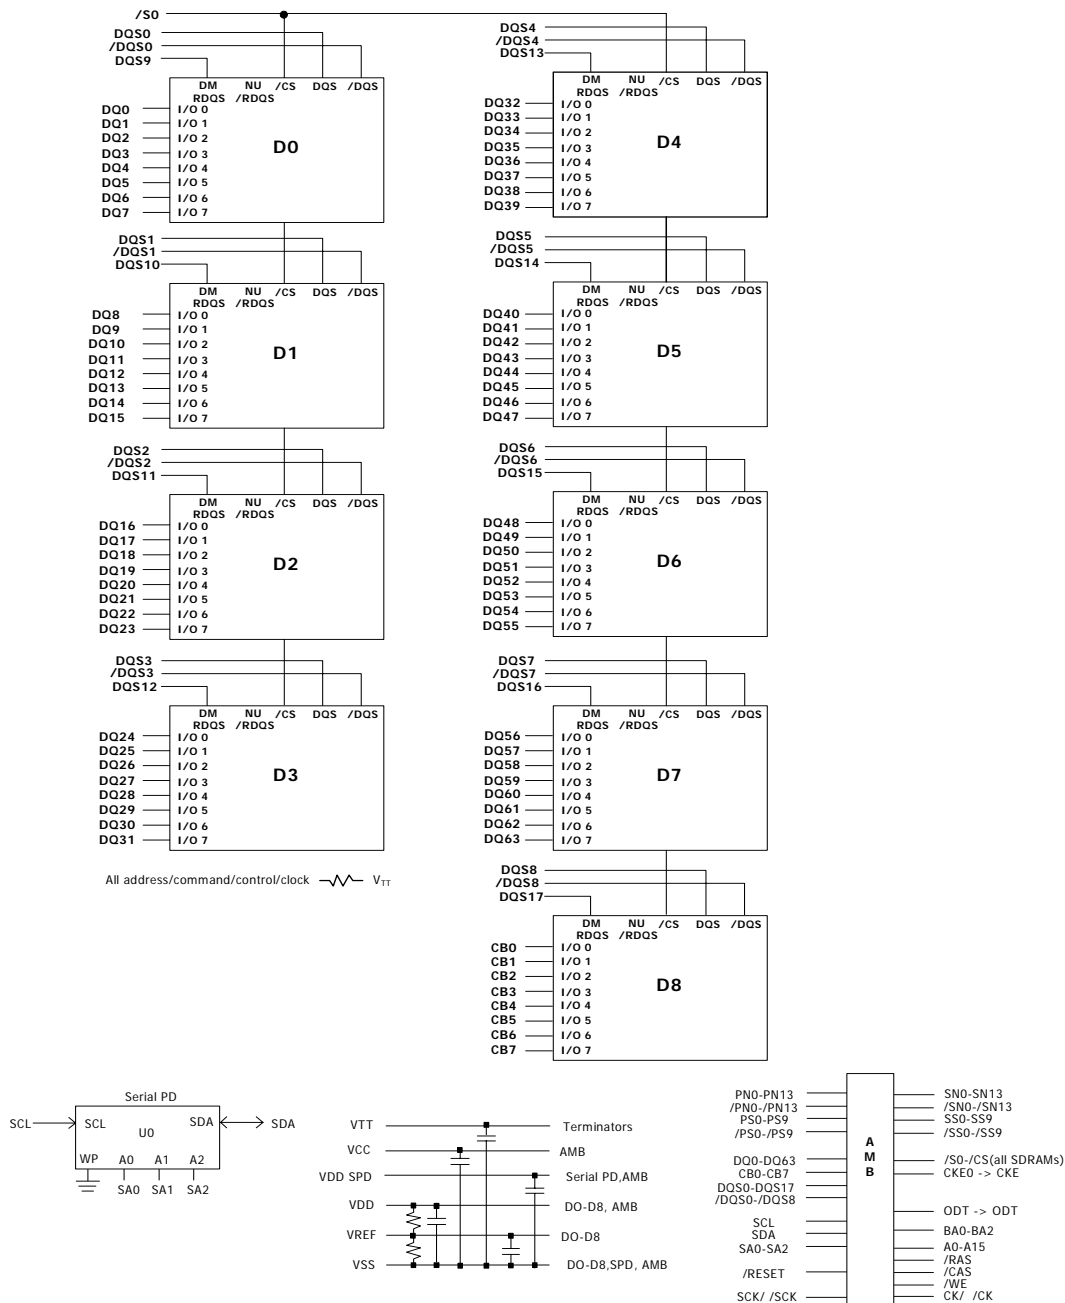 /S0
DQS0
/DQS0
DQS9
DM NU /CS DQS /DQS
RDQS /RDQS
D0
DQ0 I/O 0
DQ1 I/O 1
DQ2 I/O 2
DQ3 I/O 3
DQ4 I/O 4
DQ5 I/O 5
DQ6 I/O 6
DQ7 I/O 7
DQS1
/DQS1
DQS10
DM NU /CS DQS /DQS
RDQS /RDQS
D1
DQ8 I/O 0
DQ9 I/O 1
DQ10 I/O 2
DQ11 I/O 3
DQ12 I/O 4
DQ13 I/O 5
DQ14 I/O 6
DQ15 I/O 7
DQS2
/DQS2
DQS11
DM NU /CS DQS /DQS
RDQS /RDQS
D2
DQ16 I/O 0
DQ17 I/O 1
DQ18 I/O 2
DQ19 I/O 3
DQ20 I/O 4
DQ21 I/O 5
DQ22 I/O 6
DQ23 I/O 7
DQS3
/DQS3
DQS12
DM NU /CS DQS /DQS
RDQS /RDQS
D3
DQ24 I/O 0
DQ25 I/O 1
DQ26 I/O 2
DQ27 I/O 3
DQ28 I/O 4
DQ29 I/O 5
DQ30 I/O 6
DQ31 I/O 7
All address/command/control/clock VTT
DQS4
/DQS4
DQS13
DM NU /CS DQS /DQS
RDQS /RDQS
D4
DQ32 I/O 0
DQ33 I/O 1
DQ34 I/O 2
DQ35 I/O 3
DQ36 I/O 4
DQ37 I/O 5
DQ38 I/O 6
DQ39 I/O 7
DQS5
/DQS5
DQS14
DM NU /CS DQS /DQS
RDQS /RDQS
D5
DQ40 I/O 0
DQ41 I/O 1
DQ42 I/O 2
DQ43 I/O 3
DQ44 I/O 4
DQ45 I/O 5
DQ46 I/O 6
DQ47 I/O 7
DQS6
/DQS6
DQS15
DM NU /CS DQS /DQS
RDQS /RDQS
D6
DQ48 I/O 0
DQ49 I/O 1
DQ50 I/O 2
DQ51 I/O 3
DQ52 I/O 4
DQ53 I/O 5
DQ54 I/O 6
DQ55 I/O 7
DQS7
/DQS7
DQS16
DM NU /CS DQS /DQS
RDQS /RDQS
D7
DQ56 I/O 0
DQ57 I/O 1
DQ58 I/O 2
DQ59 I/O 3
DQ60 I/O 4
DQ61 I/O 5
DQ62 I/O 6
DQ63 I/O 7
DQS8
/DQS8
DQS17
DM NU /CS DQS /DQS
RDQS /RDQS
D8
CB0 I/O 0
CB1 I/O 1
CB2 I/O 2
CB3 I/O 3
CB4 I/O 4
CB5 I/O 5
CB6 I/O 6
CB7 I/O 7
Serial PD
SCL SCL SDA SDA
U0
WP A0 A1 A2
SA0 SA1 SA2
VTT Terminators
VCC AMB
VDD SPD Serial PD,AMB
VDD DO-D8, AMB
VREF DO-D8
VSS DO-D8,SPD, AMB
AMB
PN0-PN13 SN0-SN13
/PN0-/PN13 /SN0-/SN13
PS0-PS9 SS0-SS9
/PS0-/PS9 /SS0-/SS9
DQ0-DQ63 /S0-/CS(all SDRAMs)
CB0-CB7 CKE0 -> CKE
DQS0-DQS17
/DQS0-/DQS8
ODT -> ODT
SCL BA0-BA2
SDA
SA0-SA2 A0-A15
/RAS
/RESET /CAS
/WE
SCK/ /SCK CK/ /CK